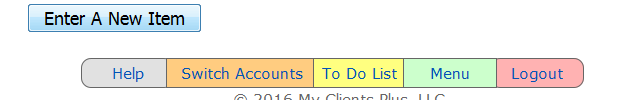 Enter A New Item
Help Switch Accounts To Do List Menu Logout
© 2016 My Clients Plus, LLC